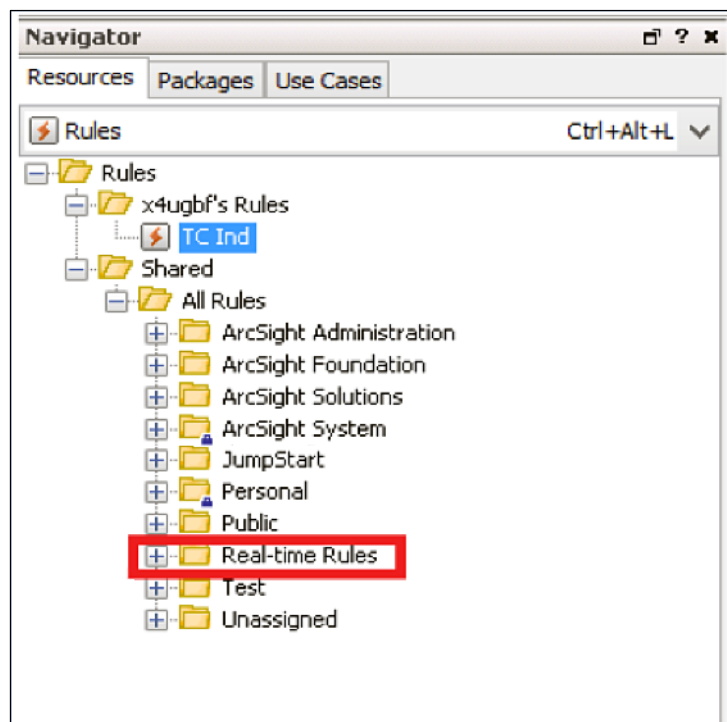 Navigator
Resources Packages Use Cases
Rules Ctrl+Alt+L
Rules
x4ugbf's Rules
TC Ind
Shared
All Rules
ArcSight Administration
ArcSight Foundation
ArcSight Solutions
ArcSight System
JumpStart
Personal
Public
Real-time Rules
Test
Unassigned